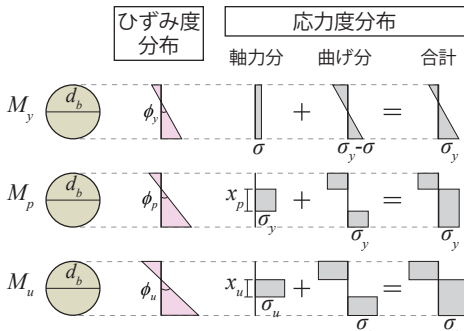 ひずみ度
分布
応力度分布
軸力分 曲げ分 合計
M_y d_b ϕ_y + =
σ σ_y-σ σ_y
M_p d_b ϕ_p x_p + =
σ_y σ_y σ_y
M_u d_b ϕ_u x_u + =
σ_u σ σ